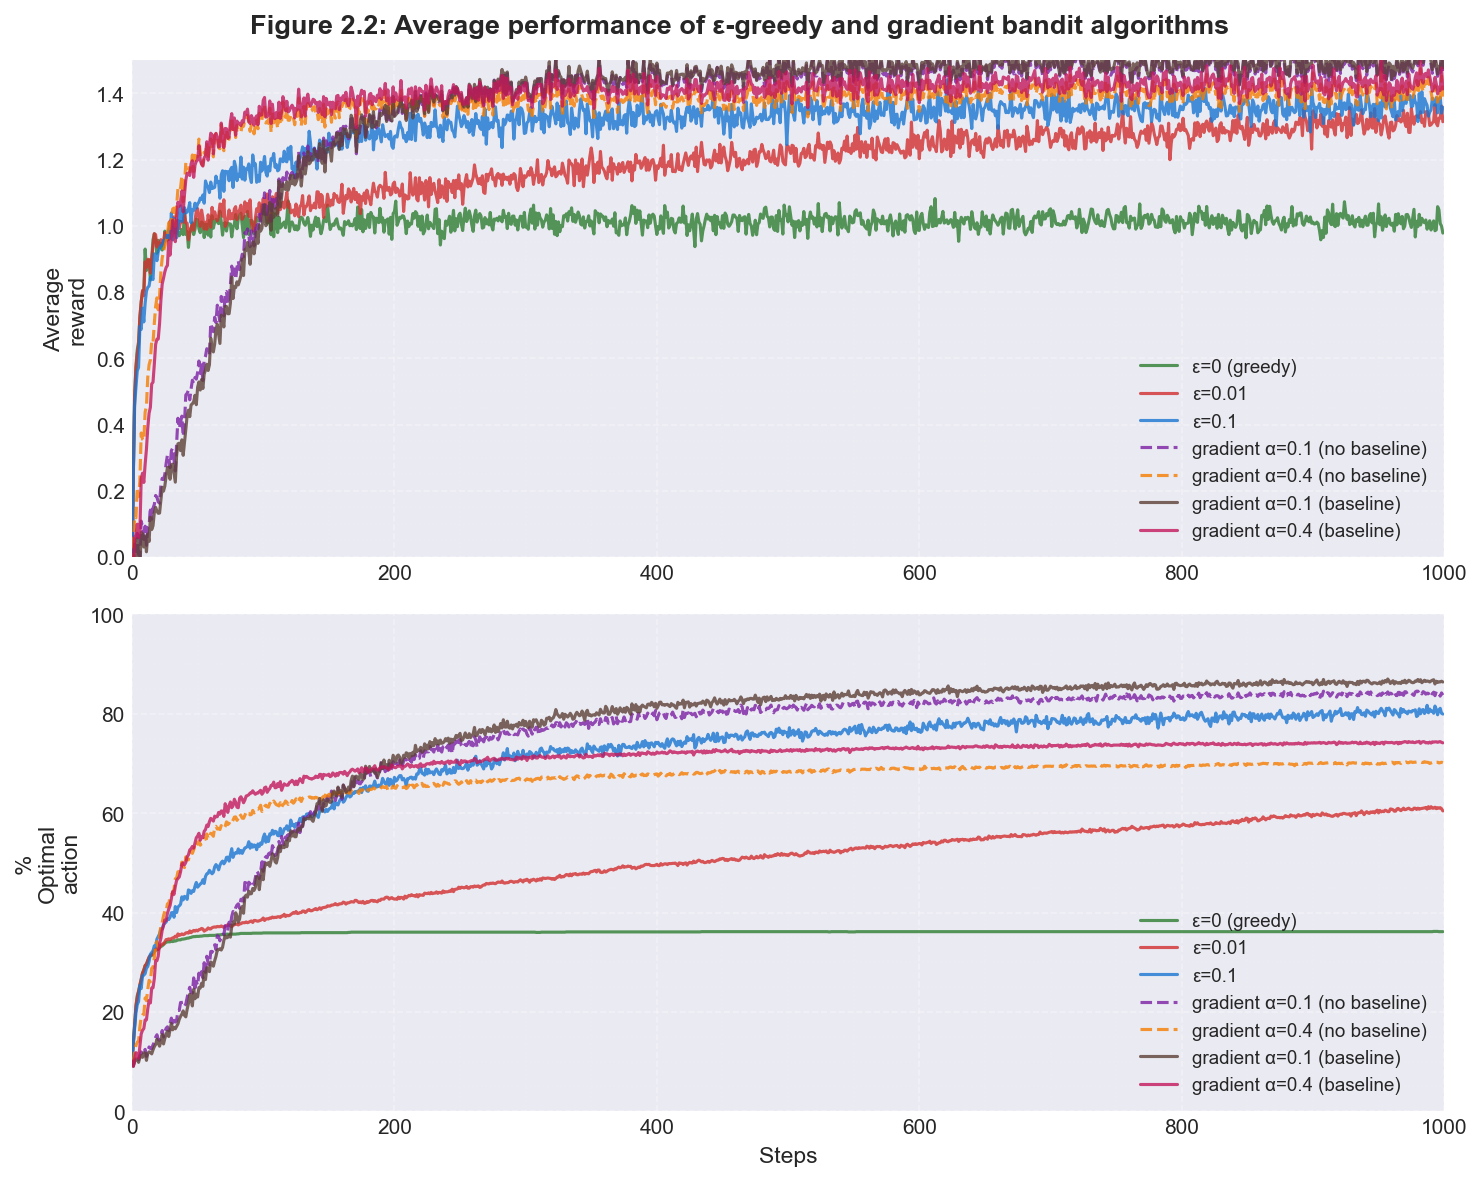 Figure 2.2: Average performance of ε-greedy and gradient bandit algorithms
1.4
1.2
1.0
0.8
0.6
0.4
0.2
0.0
Average
reward
ε=0 (greedy)
ε=0.01
ε=0.1
gradient α=0.1 (no baseline)
gradient α=0.4 (no baseline)
gradient α=0.1 (baseline)
gradient α=0.4 (baseline)
0 200 400 600 800 1000
100
80
60
40
20
0
%
Optimal
action
ε=0 (greedy)
ε=0.01
ε=0.1
gradient α=0.1 (no baseline)
gradient α=0.4 (no baseline)
gradient α=0.1 (baseline)
gradient α=0.4 (baseline)
0 200 400 600 800 1000
Steps